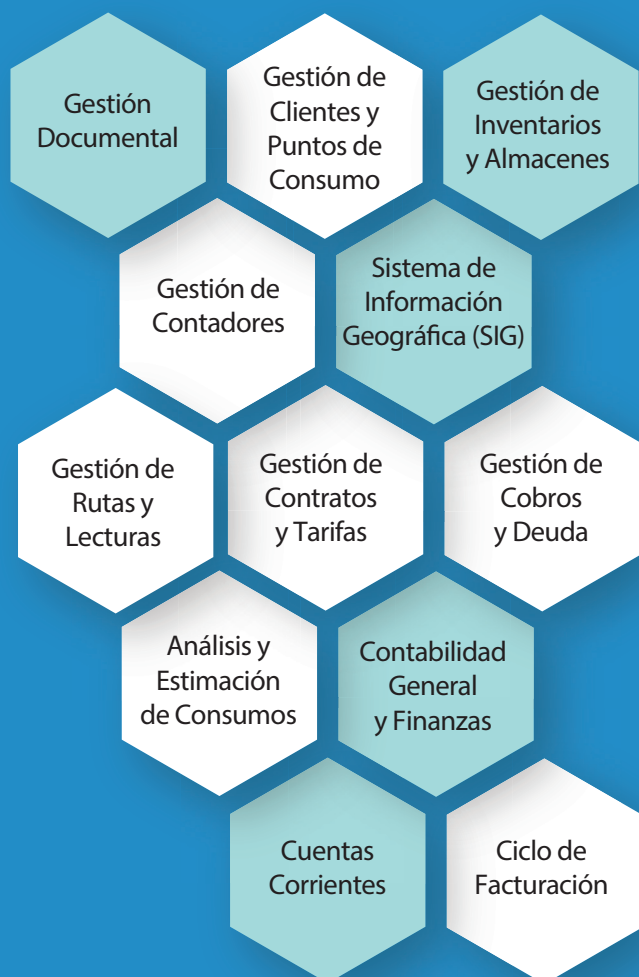 Gestión
Documental
Gestión de
Clientes y
Puntos de
Consumo
Gestión de
Inventarios
y Almacenes
Gestión de
Contadores
Sistema de
Información
Geográfica (SIG)
Gestión de
Rutas y
Lecturas
Gestión de
Contratos
y Tarifas
Gestión de
Cobros
y Deuda
Análisis y
Estimación
de Consumos
Contabilidad
General
y Finanzas
Cuentas
Corrientes
Ciclo de
Facturación